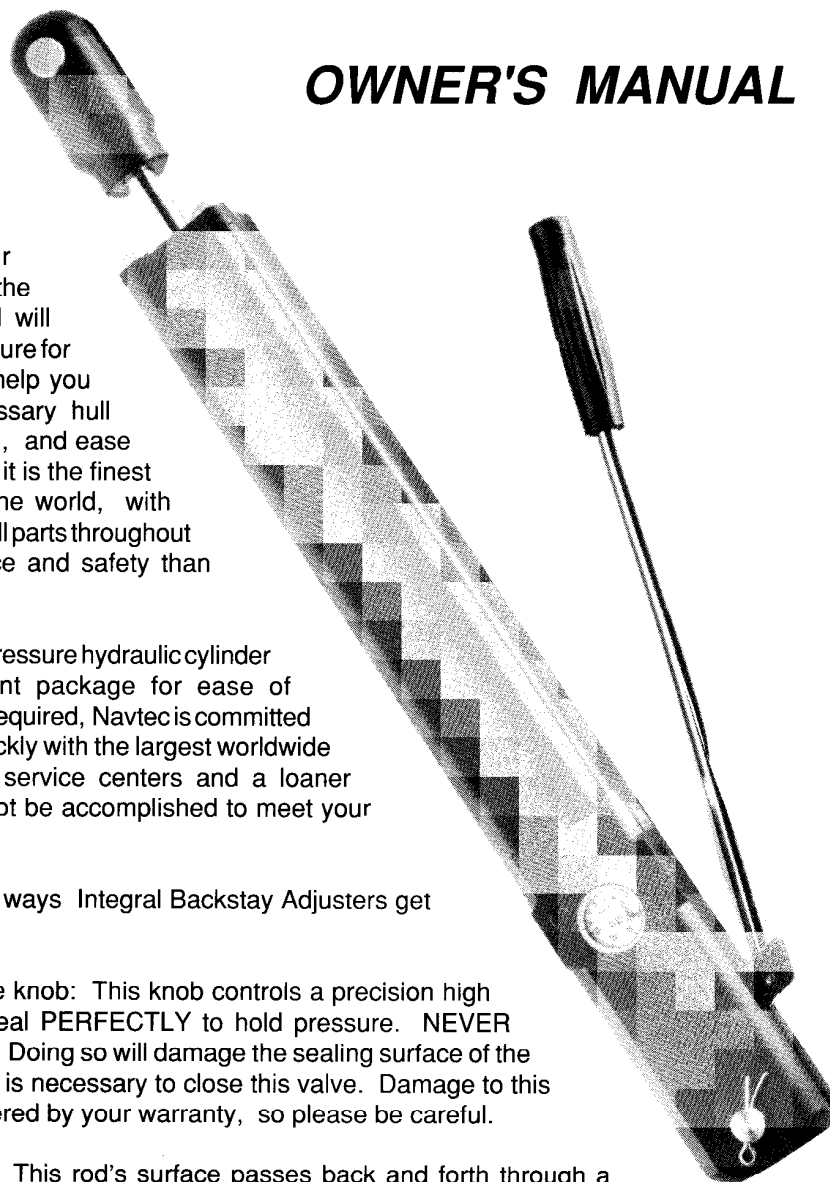 OWNER'S MANUAL
r
the
will
ure for
help you
ssary hull
, and ease
it is the finest
he world, with
ll parts throughout
ce and safety than
ressure hydraulic cylinder
nt package for ease of
equired, Navtec is committed
ckly with the largest worldwide
service centers and a loaner
ot be accomplished to meet your
ways Integral Backstay Adjusters get
e knob: This knob controls a precision high
eal PERFECTLY to hold pressure. NEVER
Doing so will damage the sealing surface of the
is necessary to close this valve. Damage to this
ered by your warranty, so please be careful.
This rod's surface passes back and forth through a